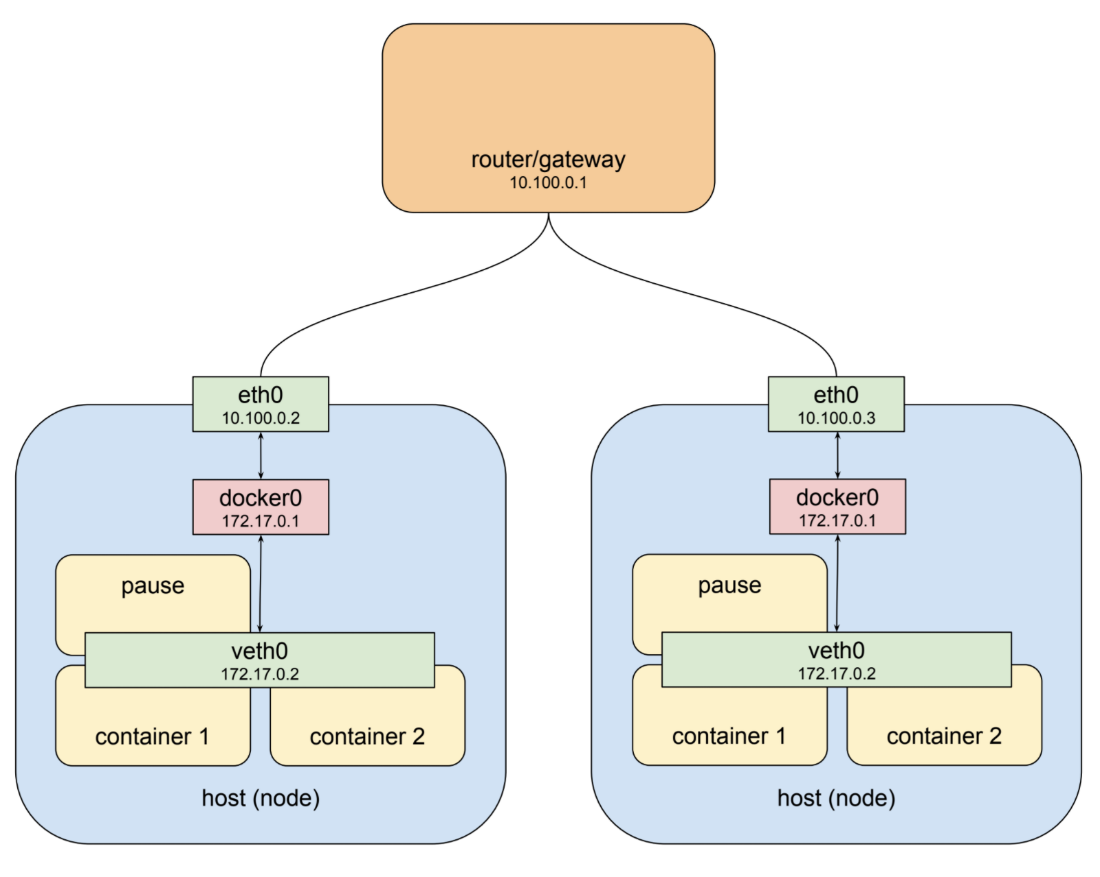 router/gateway
10.100.0.1
eth0
10.100.0.2
eth0
10.100.0.3
docker0
172.17.0.1
docker0
172.17.0.1
pause
pause
veth0
172.17.0.2
veth0
172.17.0.2
container 1
container 2
container 1
container 2
host (node)
host (node)